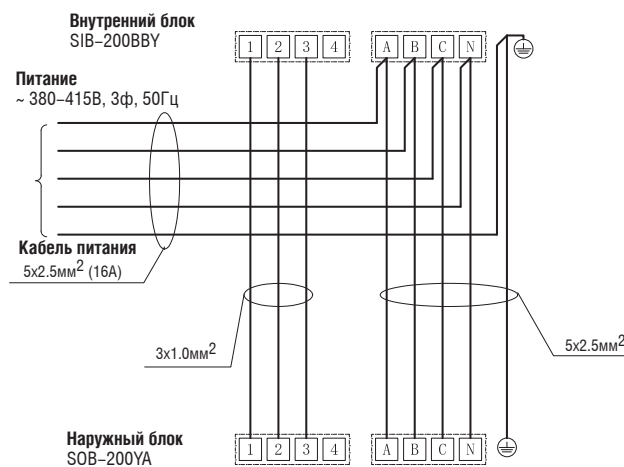 Внутренний блок
SIB-200BBY
1 2 3 4 A B C N
Питание
~ 380-415В, 3ф, 50Гц
Кабель питания
5x2.5мм² (16А)
3x1.0мм²
5x2.5мм²
Наружный блок
SOB-200YA
1 2 3 4 A B C N